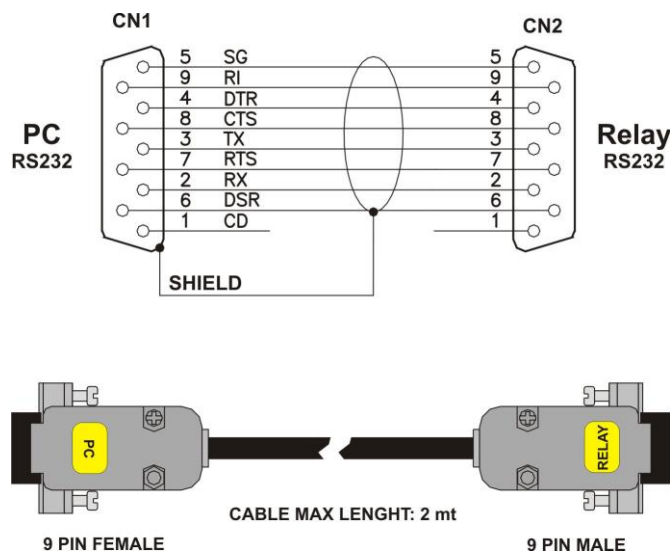 CN1
CN2
5 SG 5
9 RI 9
4 DTR 4
8 CTS 8
3 TX 3
7 RTS 7
2 RX 2
6 DSR 6
1 CD 1
PC
RS232
Relay
RS232
SHIELD
PC
RELAY
CABLE MAX LENGHT: 2 mt
9 PIN FEMALE
9 PIN MALE